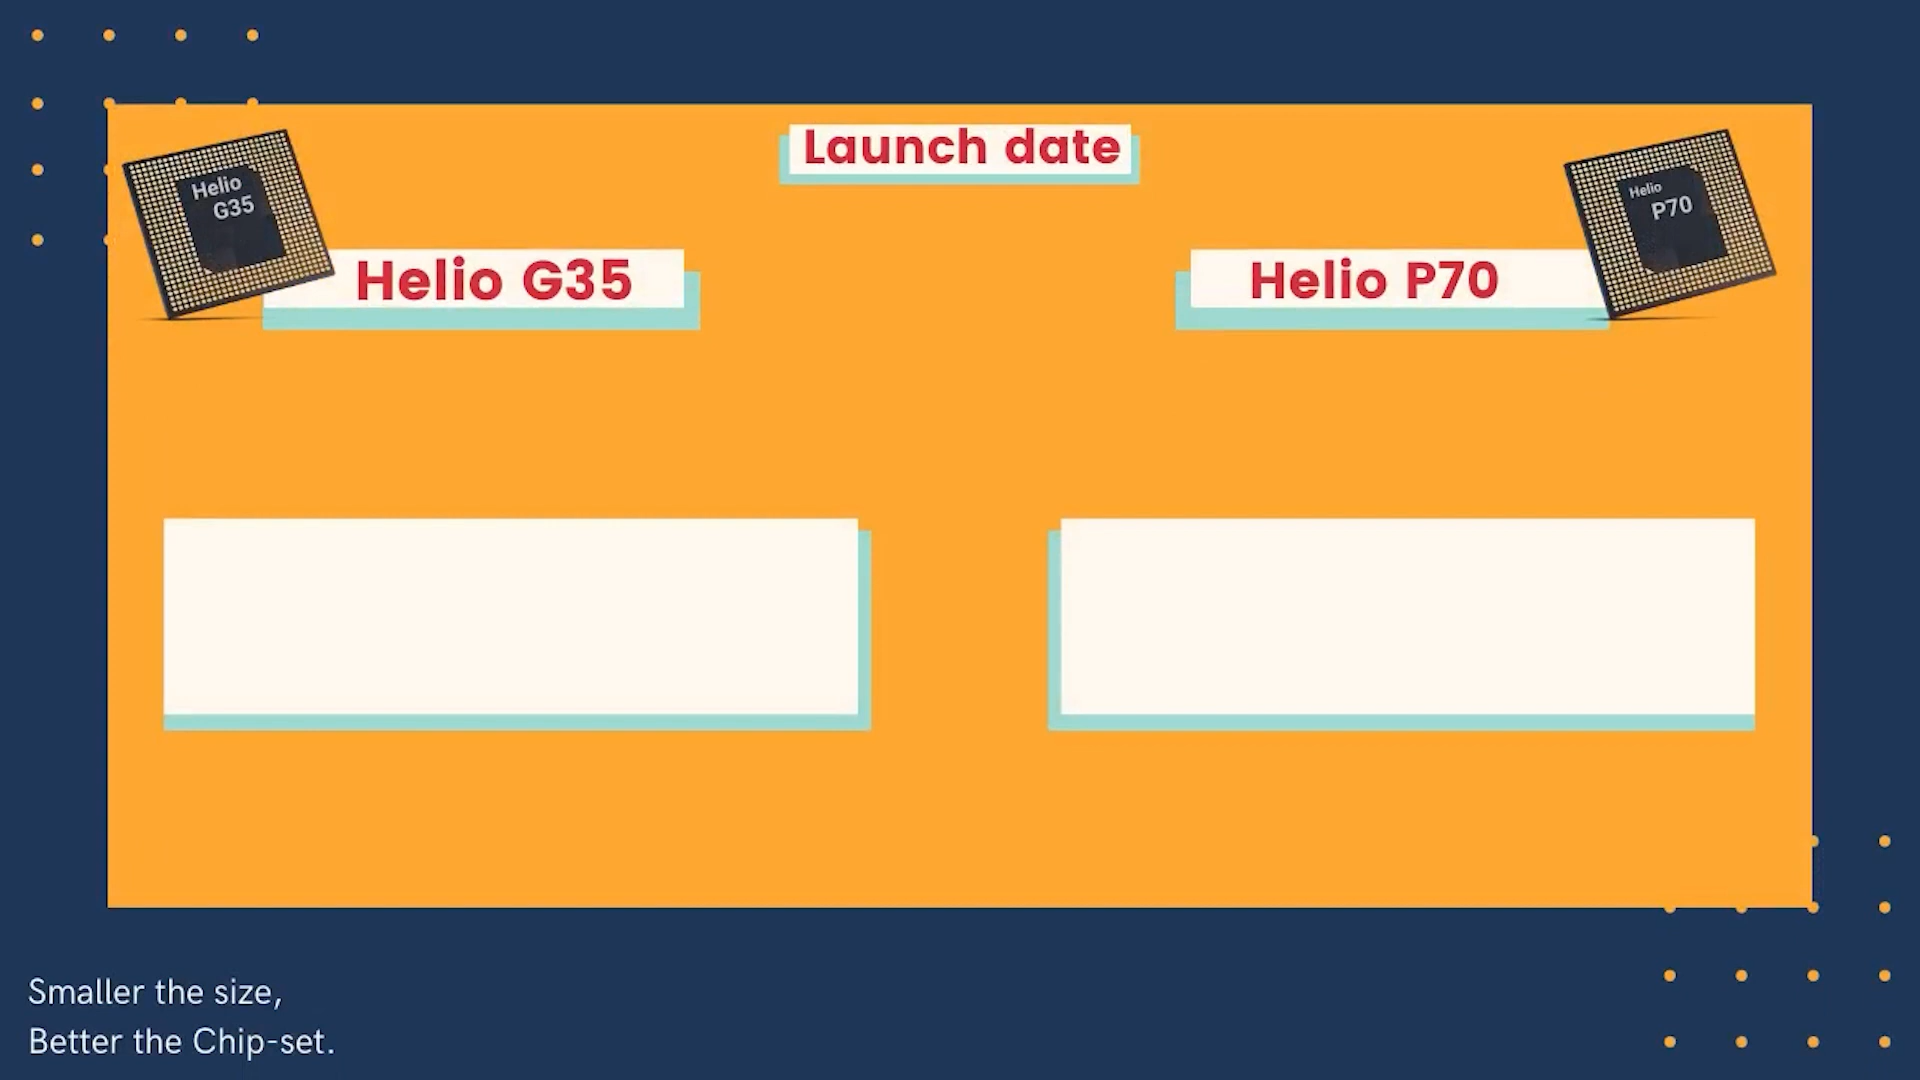 Launch date
Helio
G35
Helio G35
Helio P70
Helio
P70
Smaller the size,
Better the Chip-set.